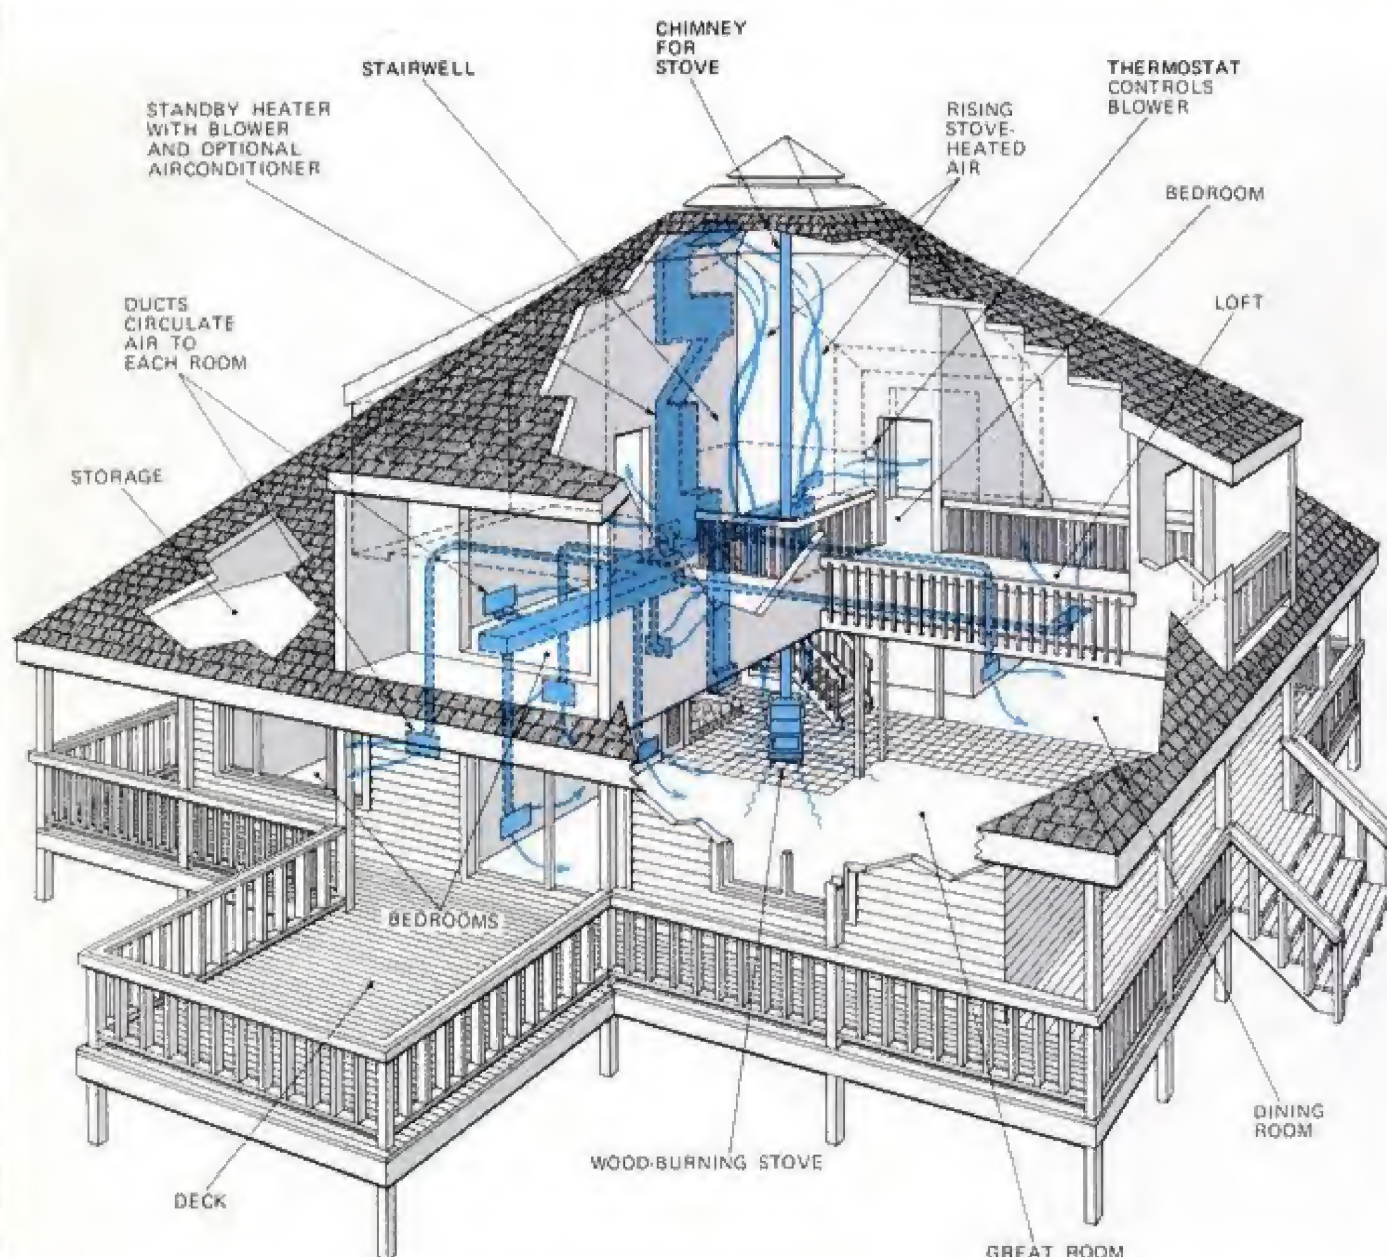 CHIMNEY
FOR
STOVE
STAIRWELL
THERMOSTAT
CONTROLS
BLOWER
STANDBY HEATER
WITH BLOWER
AND OPTIONAL
AIRCONDITIONER
RISING
STOVE-
HEATED
AIR
BEDROOM
DUCTS
CIRCULATE
AIR TO
EACH ROOM
LOFT
STORAGE
BEDROOMS
DINING
ROOM
WOOD-BURNING STOVE
DECK
GREAT ROOM